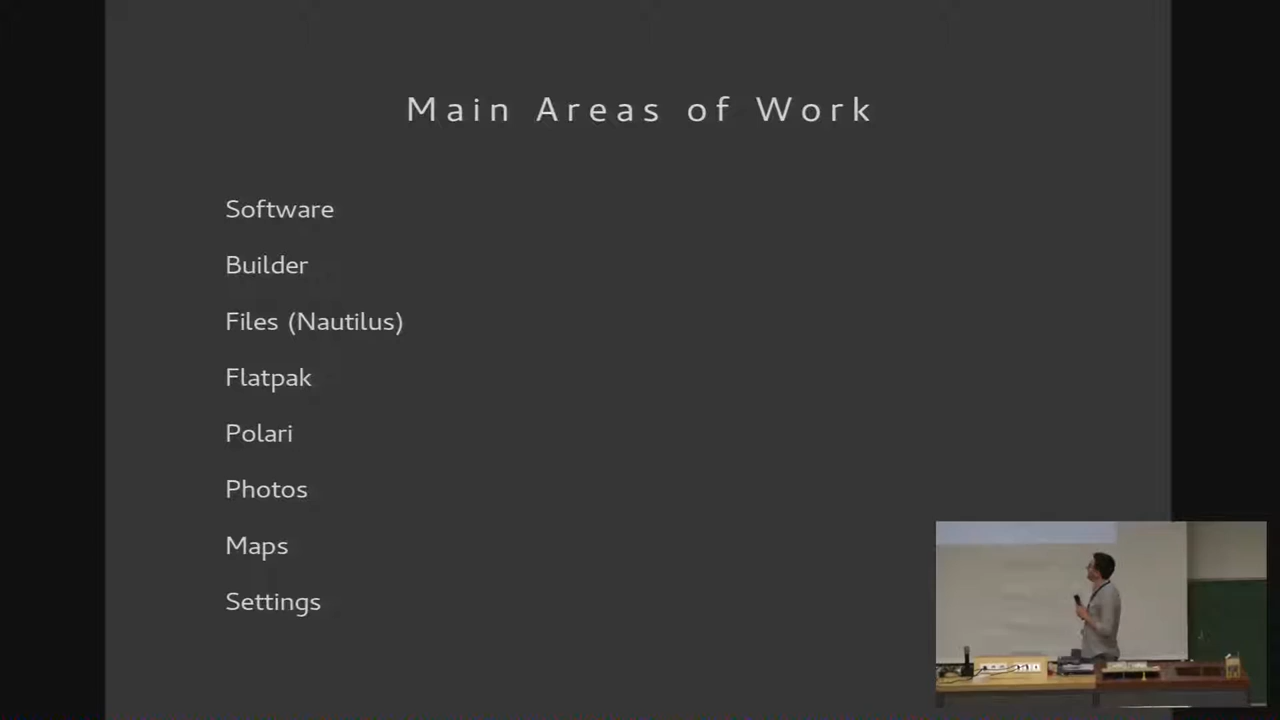 Main Areas of Work
Software
Builder
Files (Nautilus)
Flatpak
Polari
Photos
Maps
Settings